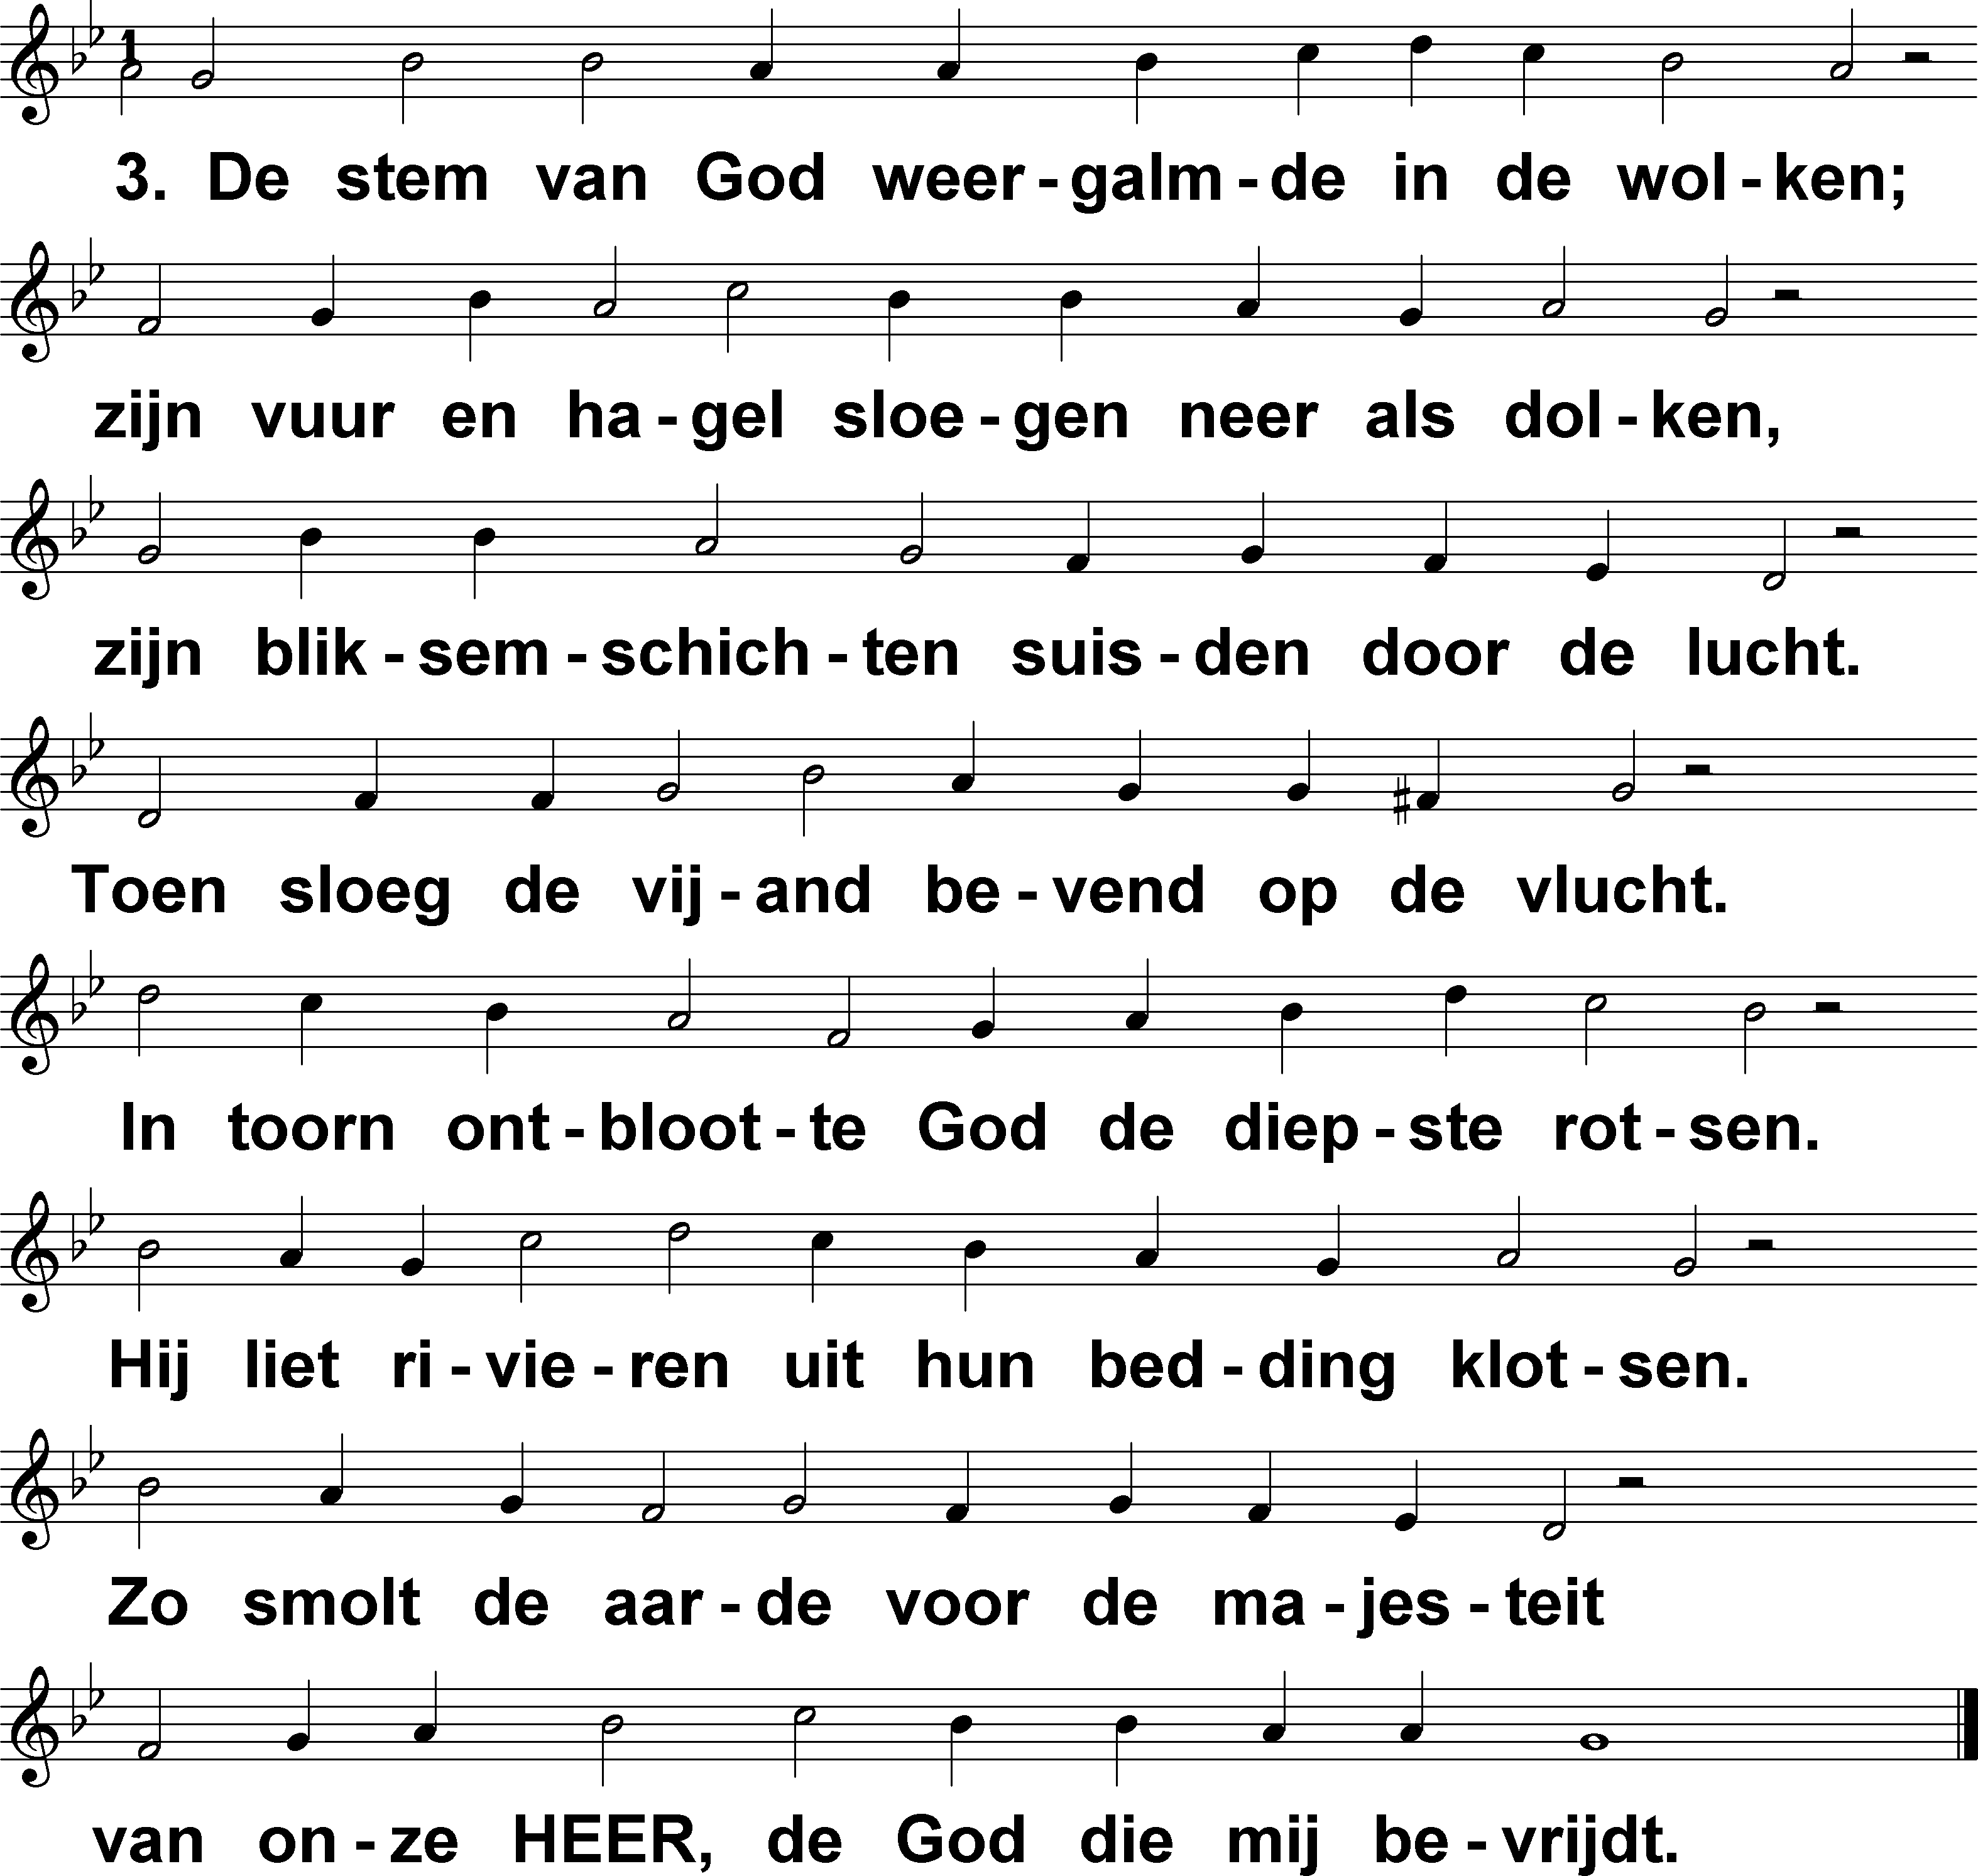 3. De stem van God weer-galm-de in de wol-ken;
zijn vuur en ha-gel sloe-gen neer als dol-ken,
zijn blik-sem-schich-ten suis-den door de lucht.
Toen sloeg de vij-and be-vend op de vlucht.
In toorn ont-bloot-te God de diep-ste rot-sen.
Hij liet ri-vie-ren uit hun bed-ding klot-sen.
Zo smolt de aar-de voor de ma-jes-teit
van on-ze HEER, de God die mij be-vrijdt.